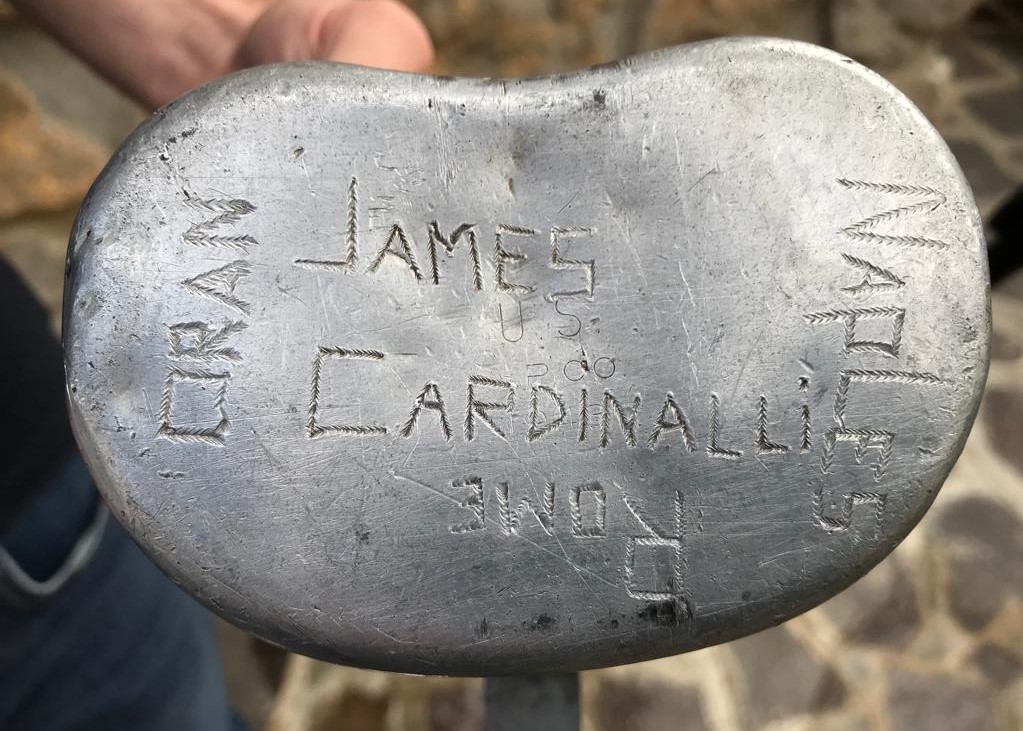 JAMES
U.S.
CARDINALLi
ORAN
NAPLES
ROME